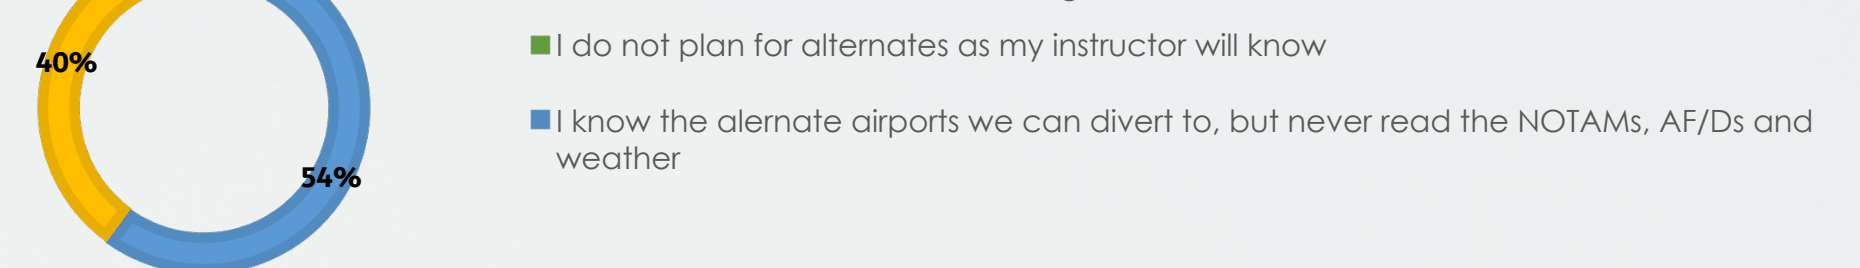 40%
54%
I do not plan for alternates as my instructor will know
I know the alernate airports we can divert to, but never read the NOTAMs, AF/Ds and
weather